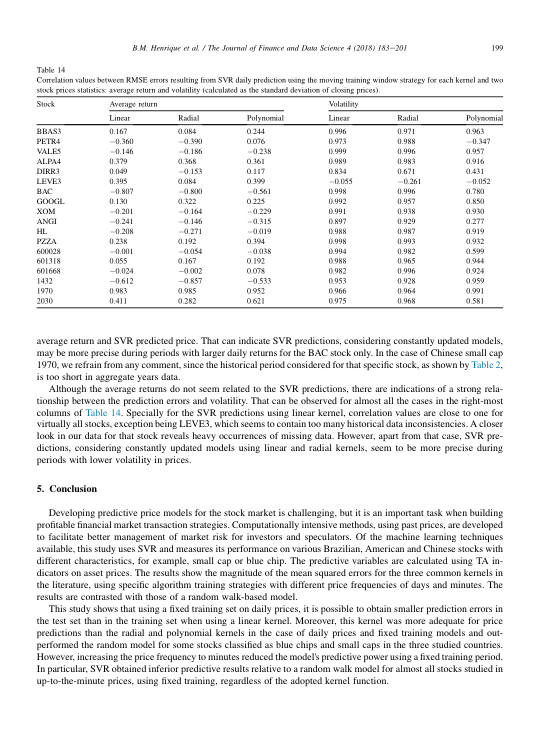 B.M. Henrique et al. / The Journal of Finance and Data Science 4 (2018) 183−201 199
Table 14
Correlation values between RMSE errors resulting from SVR daily prediction using the moving training window strategy for each kernel and two
stock prices statistics: average return and volatility (calculated as the standard deviation of closing prices).
Stock Average return Volatility
Linear Radial Polynomial Linear Radial Polynomial
BBAS3 0.167 0.084 0.244 0.996 0.971 0.963
PETR4 −0.360 −0.390 0.076 0.973 0.988 −0.347
VALE5 −0.146 −0.186 −0.238 0.999 0.996 0.957
ALPA4 0.379 0.368 0.361 0.989 0.983 0.916
DIRR3 0.049 −0.153 0.117 0.834 0.671 0.431
LEVE3 0.395 0.084 0.399 −0.055 −0.261 −0.052
BAC −0.807 −0.800 −0.561 0.998 0.996 0.780
GOOGL 0.130 0.322 0.225 0.992 0.957 0.850
XOM −0.201 −0.164 −0.229 0.991 0.938 0.930
ANGI −0.241 −0.146 −0.315 0.897 0.929 0.277
HL −0.208 −0.271 −0.019 0.988 0.987 0.919
PZZA 0.238 0.192 0.394 0.998 0.993 0.932
600028 −0.001 −0.054 −0.038 0.994 0.982 0.599
601318 0.055 0.167 0.192 0.988 0.965 0.944
601668 −0.024 −0.002 0.078 0.982 0.996 0.924
1432 −0.612 −0.857 −0.533 0.953 0.928 0.959
1970 0.983 0.985 0.952 0.966 0.964 0.991
2030 0.411 0.282 0.621 0.975 0.968 0.581
average return and SVR predicted price. That can indicate SVR predictions, considering constantly updated models,
may be more precise during periods with larger daily returns for the BAC stock only. In the case of Chinese small cap
1970, we refrain from any comment, since the historical period considered for that specific stock, as shown by Table 2,
is too short in aggregate years data.
Although the average returns do not seem related to the SVR predictions, there are indications of a strong rela-
tionship between the prediction errors and volatility. That can be observed for almost all the cases in the right-most
columns of Table 14. Specially for the SVR predictions using linear kernel, correlation values are close to one for
virtually all stocks, exception being LEVE3, which seems to contain too many historical data inconsistencies. A closer
look in our data for that stock reveals heavy occurrences of missing data. However, apart from that case, SVR pre-
dictions, considering constantly updated models using linear and radial kernels, seem to be more precise during
periods with lower volatility in prices.
5. Conclusion
Developing predictive price models for the stock market is challenging, but it is an important task when building
profitable financial market transaction strategies. Computationally intensive methods, using past prices, are developed
to facilitate better management of market risk for investors and speculators. Of the machine learning techniques
available, this study uses SVR and measures its performance on various Brazilian, American and Chinese stocks with
different characteristics, for example, small cap or blue chip. The predictive variables are calculated using TA in-
dicators on asset prices. The results show the magnitude of the mean squared errors for the three common kernels in
the literature, using specific algorithm training strategies with different price frequencies of days and minutes. The
results are contrasted with those of a random walk-based model.
This study shows that using a fixed training set on daily prices, it is possible to obtain smaller prediction errors in
the test set than in the training set when using a linear kernel. Moreover, this kernel was more adequate for price
predictions than the radial and polynomial kernels in the case of daily prices and fixed training models and out-
performed the random model for some stocks classified as blue chips and small caps in the three studied countries.
However, increasing the price frequency to minutes reduced the model's predictive power using a fixed training period.
In particular, SVR obtained inferior predictive results relative to a random walk model for almost all stocks studied in
up-to-the-minute prices, using fixed training, regardless of the adopted kernel function.